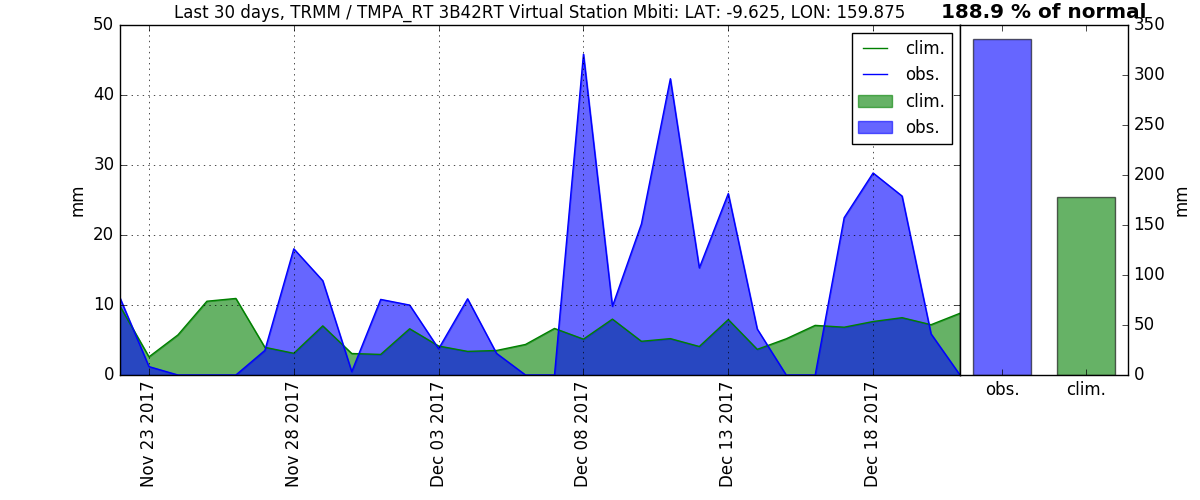 Last 30 days, TRMM / TMPA_RT 3B42RT Virtual Station Mbiti: LAT: -9.625, LON: 159.875
188.9 % of normal
50
40
30
20
10
0
mm
clim.
obs.
clim.
obs.
350
300
250
200
150
100
50
0
mm
Nov 23 2017
Nov 28 2017
Dec 03 2017
Dec 08 2017
Dec 13 2017
Dec 18 2017
obs.
clim.